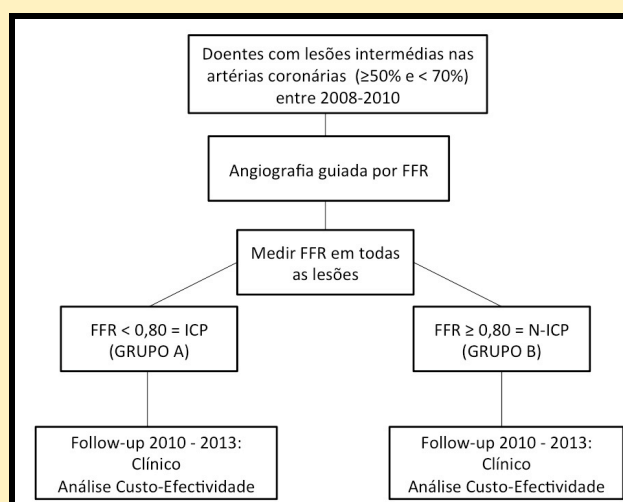 Doentes com lesões intermédias nas
artérias coronárias (≥50% e < 70%)
entre 2008-2010
Angiografia guiada por FFR
Medir FFR em todas
as lesões
FFR < 0,80 = ICP
(GRUPO A)
FFR ≥ 0,80 = N-ICP
(GRUPO B)
Follow-up 2010 - 2013:
Clínico
Análise Custo-Efectividade
Follow-up 2010 - 2013:
Clínico
Análise Custo-Efectividade